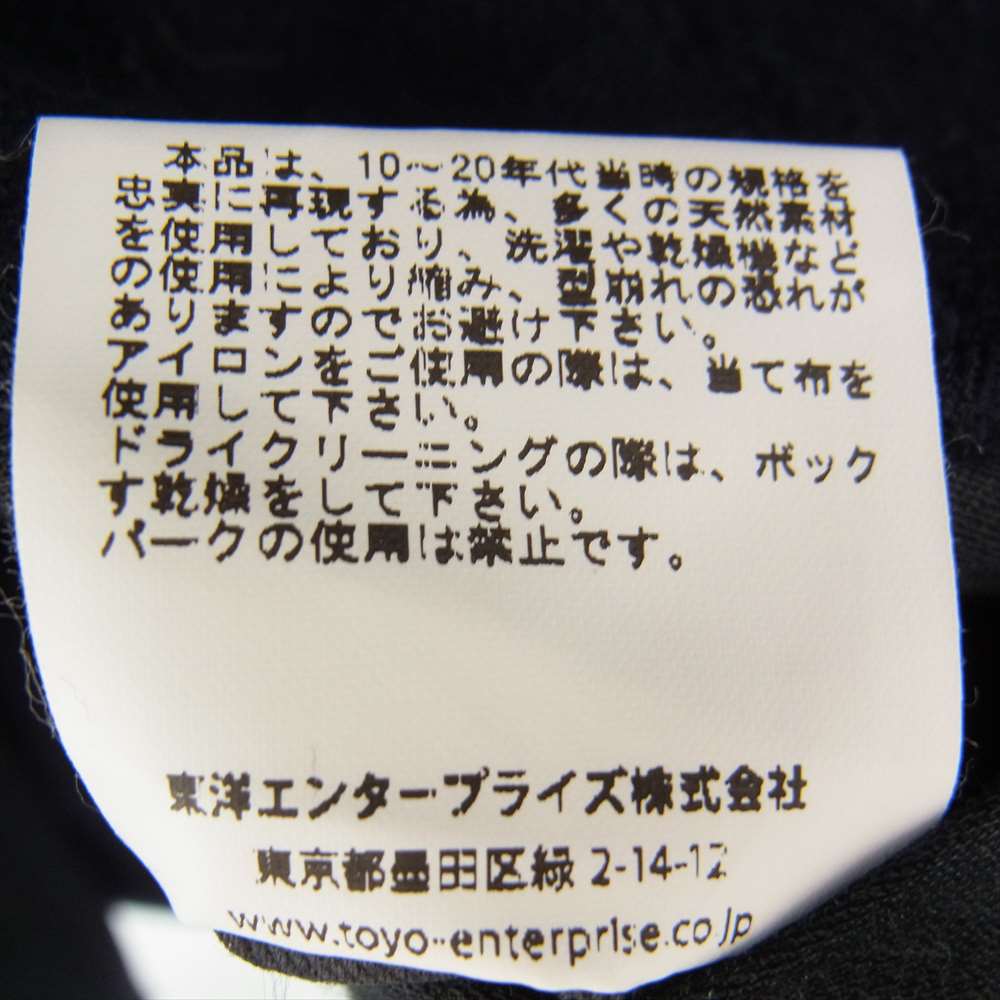 本品は、10～20年代当時の規格を
忠実に再現する為、多くの天然素材
を使用しており、洗濯や乾燥機など
の使用によより縮み、型崩れの恐れが
ありますのでお避け下さい。
アイロンをご使用の際は、当て布を
使用して下さい。
ドライクリーニングの際は、ボック
す乾燥をして下さい。
パークの使用は禁止です。
東洋エンタープライズ株式会社
東京都墨田区緑 2-14-12
www.toyo-enterprise.co.jp